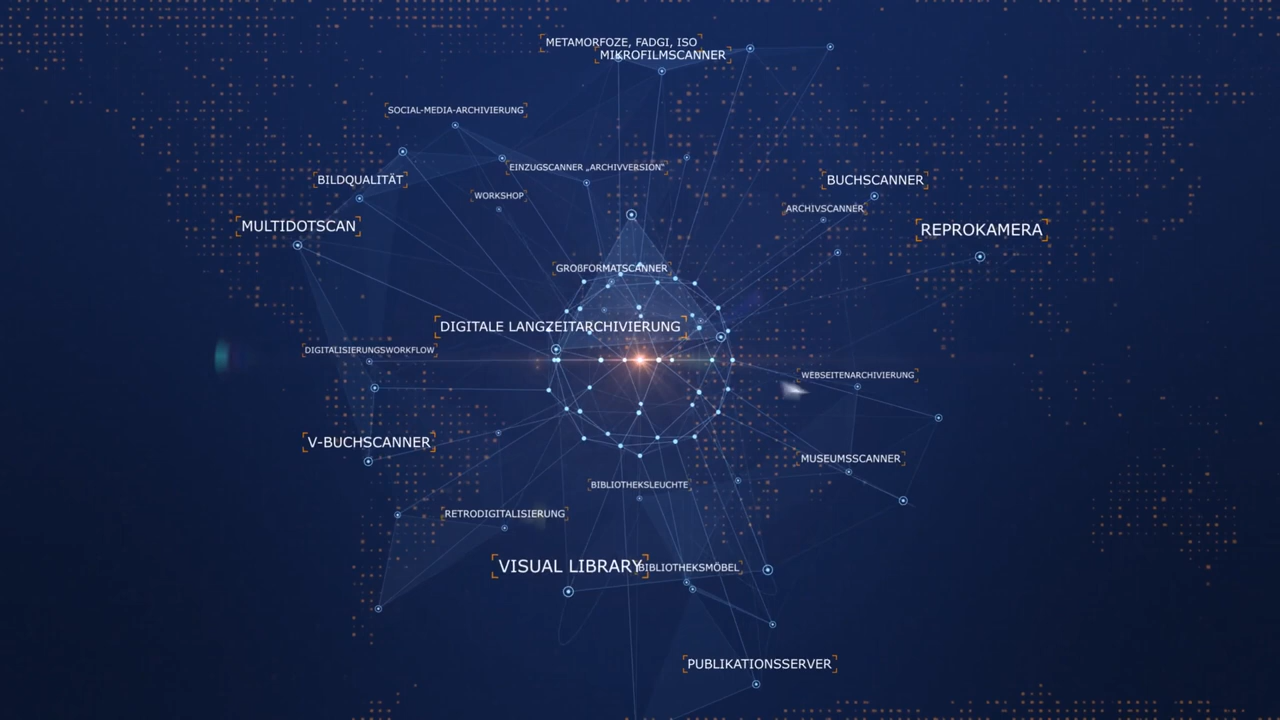 METAMORFOZE, FADGI, ISO
MIKROFILMSCANNER
SOCIAL-MEDIA-ARCHIVIERUNG
EINZUGSCANNER „ARCHIVVERSION“
BILDQUALITÄT
BUCHSCANNER
WORKSHOP
ARCHIVSCANNER
MULTIDOTSCAN
REPROKAMERA
GROßFORMATSCANNER
DIGITALE LANGZEITARCHIVIERUNG
DIGITALISIERUNGSWORKFLOW
WEBSEITENARCHIVIERUNG
V-BUCHSCANNER
MUSEUMSSCANNER
BIBLIOTHEKSLEUCHTE
RETRODIGITALISIERUNG
VISUAL LIBRARY
BIBLIOTHEKSMÖBEL
PUBLIKATIONSSERVER